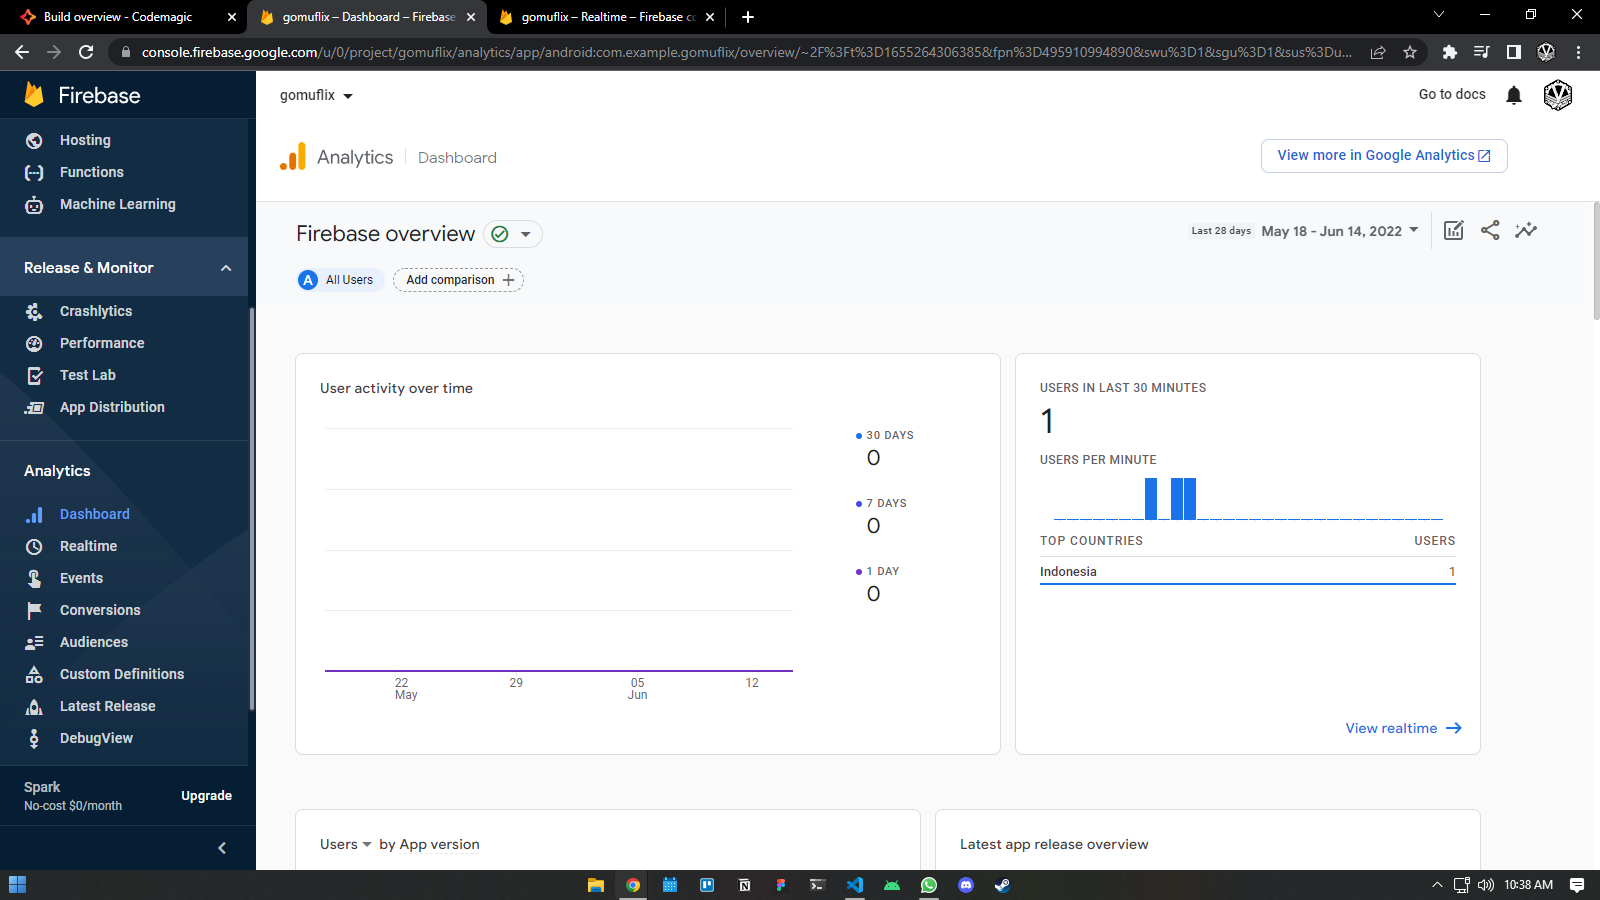 Build overview - Codemagic
gomuflix – Dashboard – Firebase
gomuflix – Realtime – Firebase co
console.firebase.google.com/u/0/project/gomuflix/analytics/app/android:com.example.gomuflix/overview/~2F%3Ft%3D1655264306385&fpn%3D495910994890&swu%3D1&sgu%3D1&sus%3Du...
Firebase
gomuflix
Go to docs
Hosting
Functions
Machine Learning
Release & Monitor
Crashlytics
Performance
Test Lab
App Distribution
Analytics
Dashboard
Realtime
Events
Conversions
Audiences
Custom Definitions
Latest Release
DebugView
Spark
No-cost $0/month
Upgrade
Analytics
Dashboard
View more in Google Analytics
Firebase overview
Last 28 days May 18 - Jun 14, 2022
A All Users
Add comparison
User activity over time
30 DAYS
0
7 DAYS
0
1 DAY
0
22 29 05 12
May Jun
USERS IN LAST 30 MINUTES
1
USERS PER MINUTE
TOP COUNTRIES USERS
Indonesia 1
View realtime
Users by App version
Latest app release overview
10:38 AM